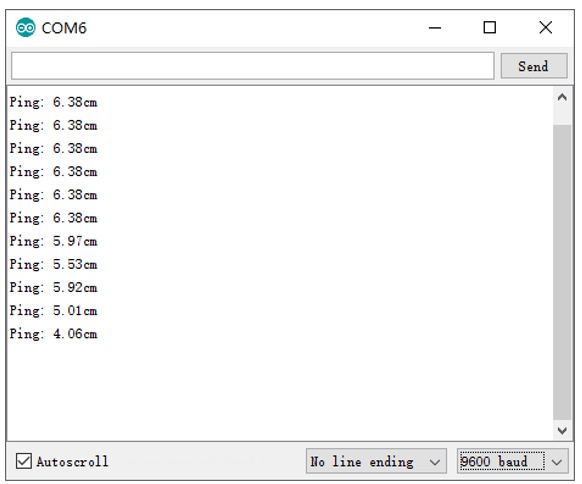 COM6
Send
Ping: 6.38cm
Ping: 6.38cm
Ping: 6.38cm
Ping: 6.38cm
Ping: 6.38cm
Ping: 6.38cm
Ping: 5.97cm
Ping: 5.53cm
Ping: 5.92cm
Ping: 5.01cm
Ping: 4.06cm
Autoscroll
No line ending
9600 baud